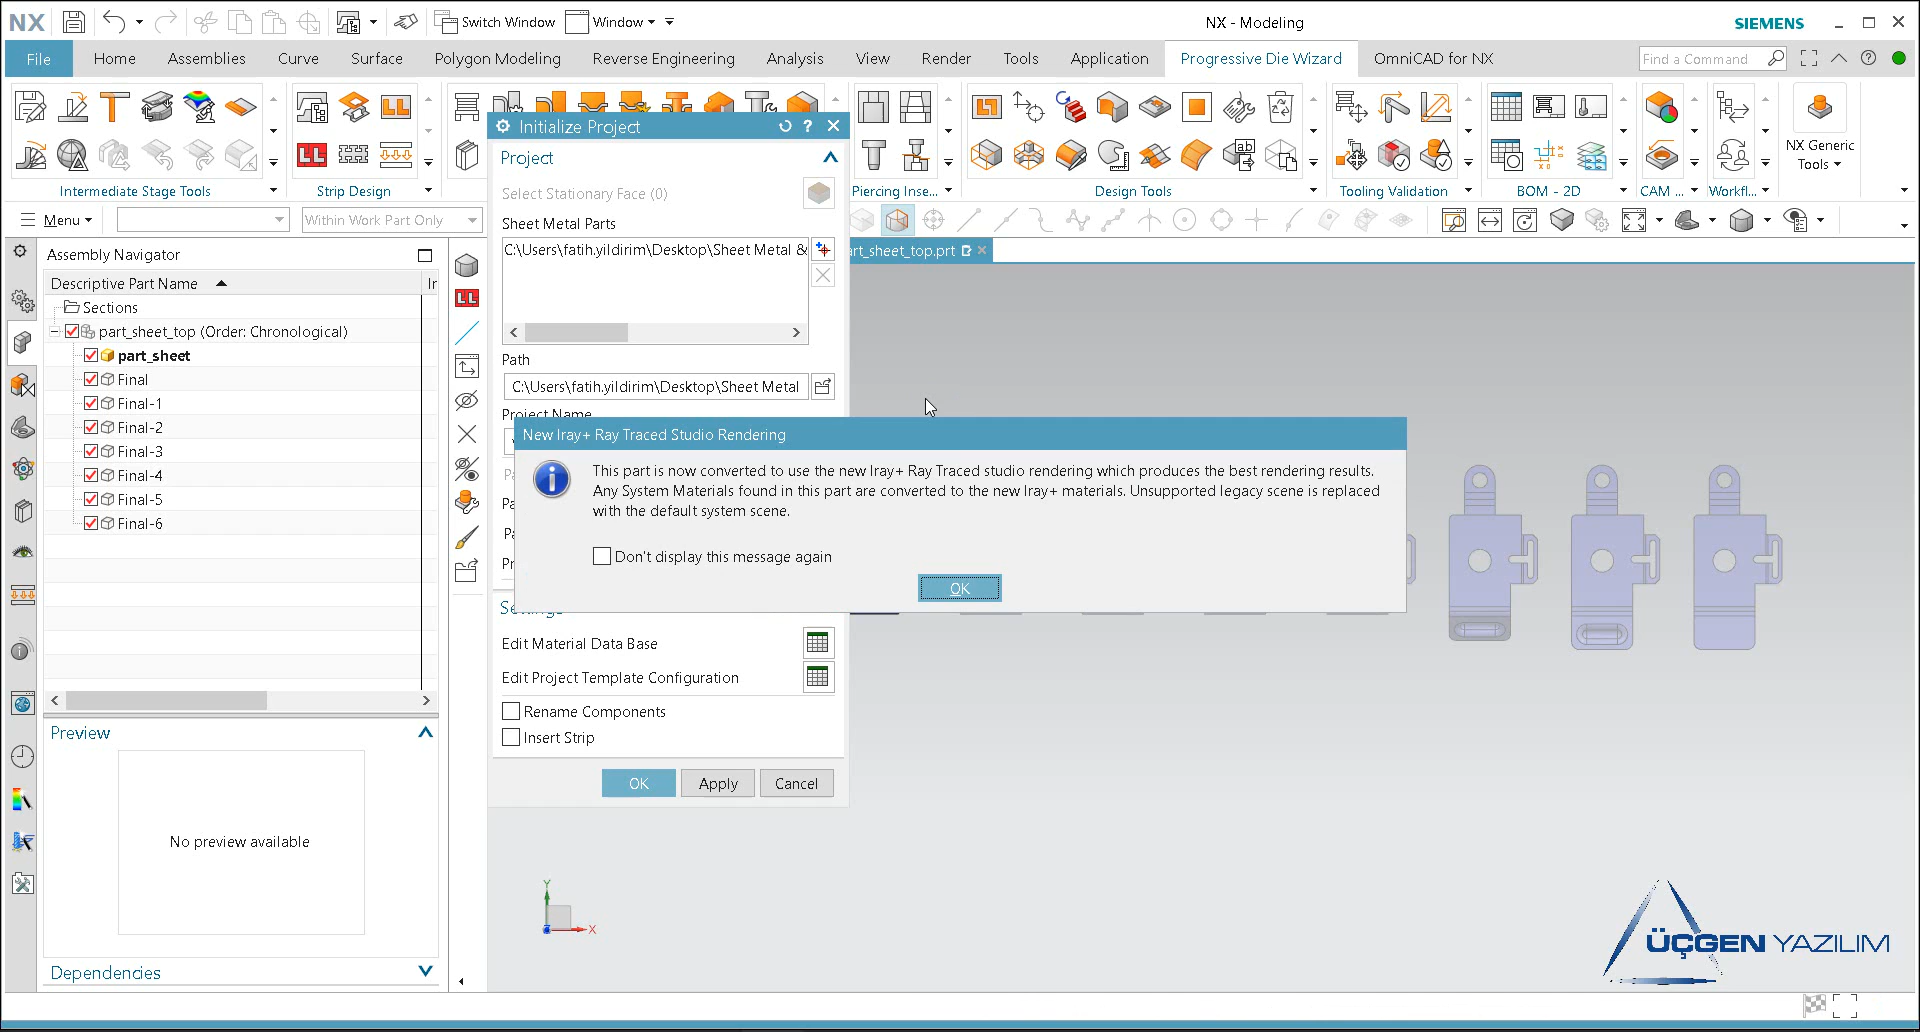 NX
Switch Window
Window
NX - Modeling
SIEMENS
File
Home
Assemblies
Curve
Surface
Polygon Modeling
Reverse Engineering
Analysis
View
Render
Tools
Application
Progressive Die Wizard
OmniCAD for NX
Find a Command
Intermediate Stage Tools
Strip Design
Piercing Inse...
Design Tools
Tooling Validation
BOM - 2D
CAM ...
Workfl...
NX Generic
Tools
Menu
Within Work Part Only
Initialize Project
Project
Select Stationary Face (0)
Sheet Metal Parts
C:\Users\fatih.yildirim\Desktop\Sheet Metal &
Path
C:\Users\fatih.yildirim\Desktop\Sheet Metal
Project Name
art_sheet_top.prt
Assembly Navigator
Descriptive Part Name
Ir
Sections
part_sheet_top (Order: Chronological)
part_sheet
Final
Final-1
Final-2
Final-3
Final-4
Final-5
Final-6
New Iray+ Ray Traced Studio Rendering
This part is now converted to use the new Iray+ Ray Traced studio rendering which produces the best rendering results.
Any System Materials found in this part are converted to the new Iray+ materials. Unsupported legacy scene is replaced
with the default system scene.
Don't display this message again
OK
Settings
Edit Material Data Base
Edit Project Template Configuration
Rename Components
Insert Strip
OK
Apply
Cancel
Preview
No preview available
Dependencies
Y
X
ÜÇGEN YAZILIM